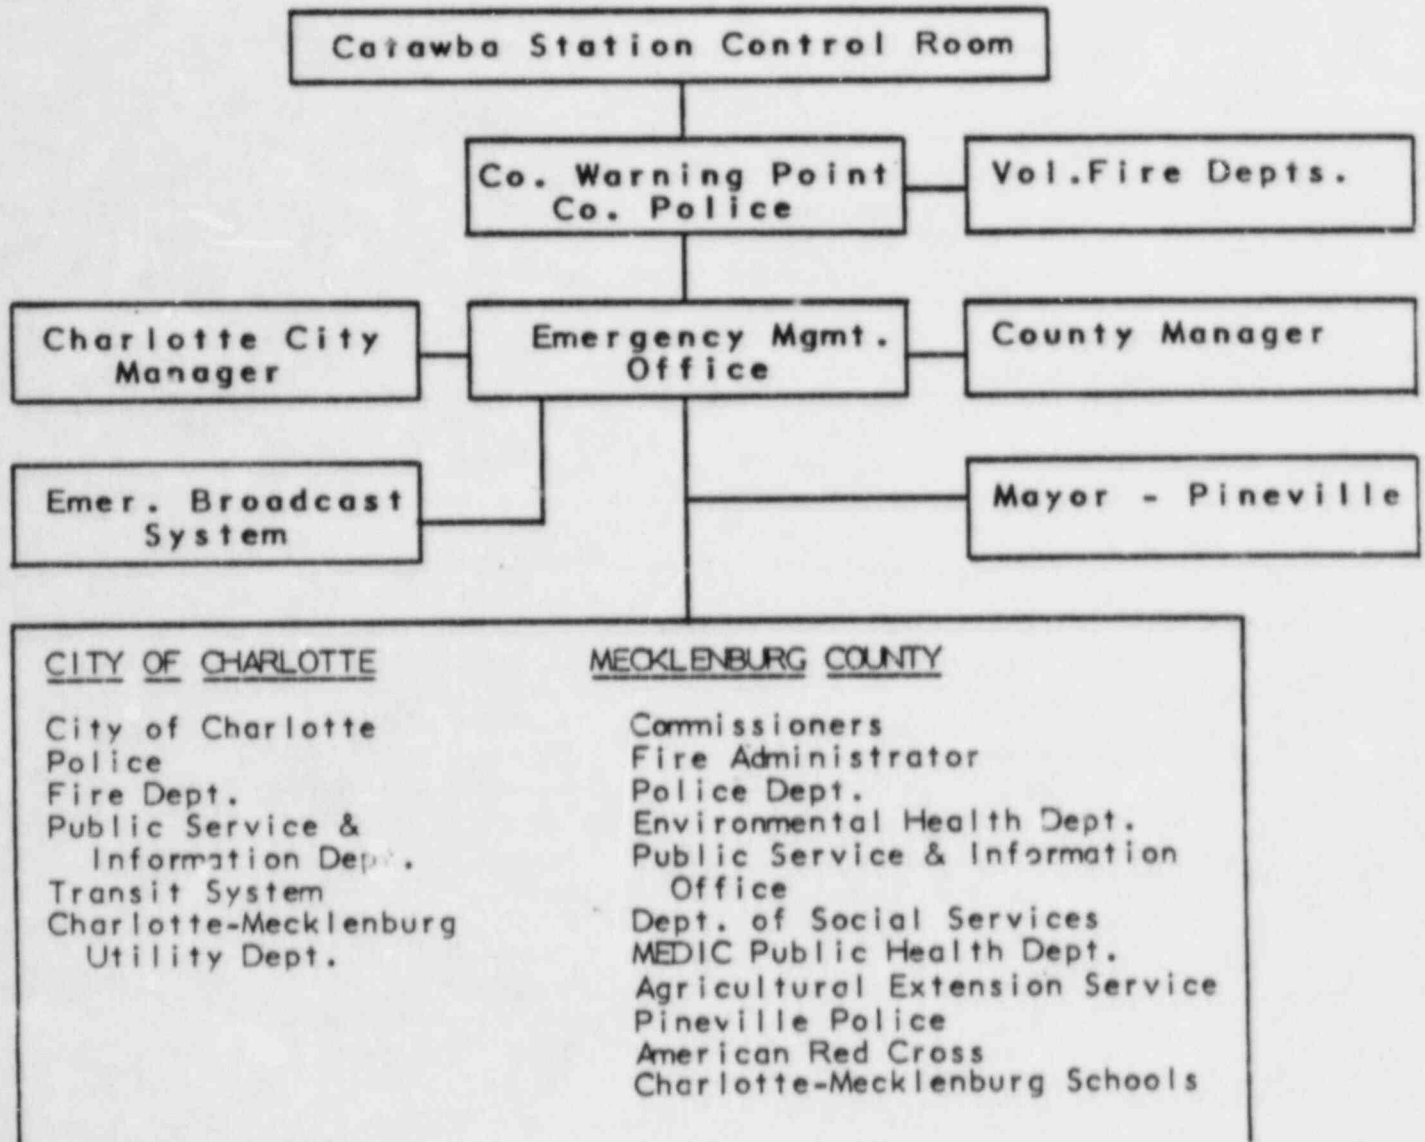 Catawba Station Control Room
Co. Warning Point
Co. Police
Vol.Fire Depts.
Charlotte City
Manager
Emergency Mgmt.
Office
County Manager
Emer. Broadcast
System
Mayor - Pineville
CITY OF CHARLOTTE
City of Charlotte
Police
Fire Dept.
Public Service &
Information Dept.
Transit System
Charlotte-Mecklenburg
Utility Dept.
MECKLENBURG COUNTY
Commissioners
Fire Administrator
Police Dept.
Environmental Health Dept.
Public Service & Information
Office
Dept. of Social Services
MEDIC Public Health Dept.
Agricultural Extension Service
Pineville Police
American Red Cross
Charlotte-Mecklenburg Schools